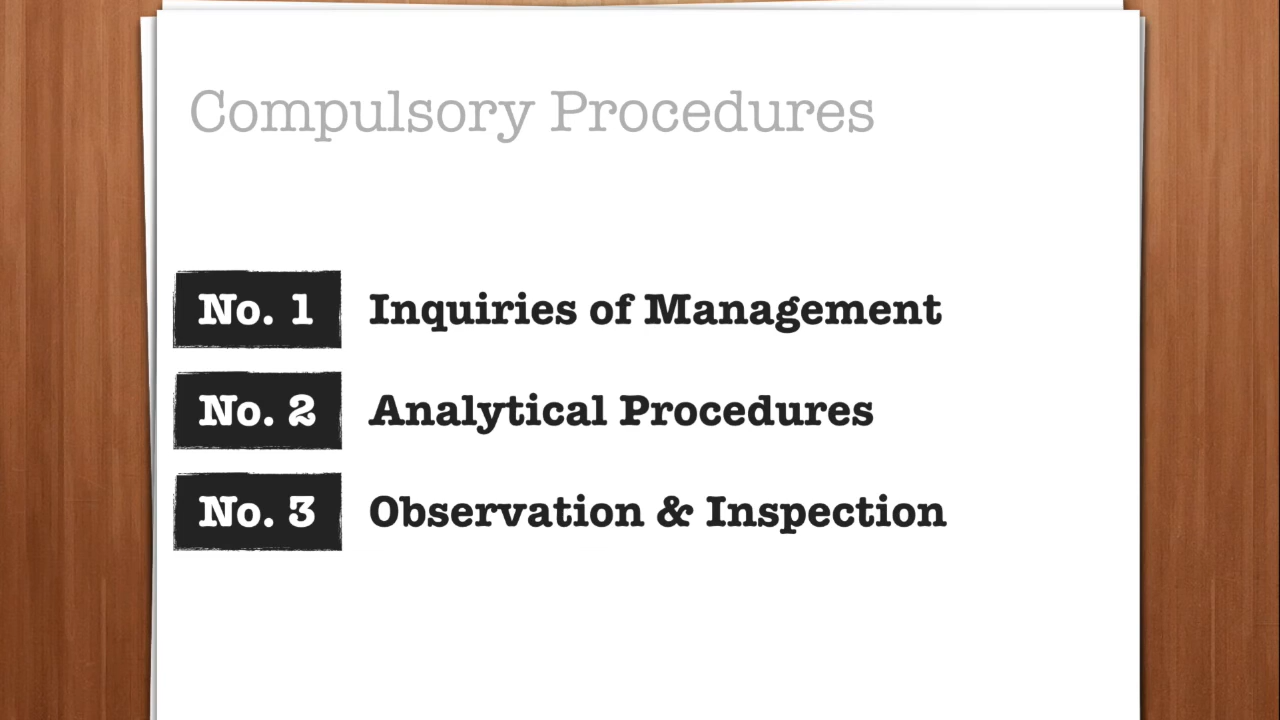 Compulsory Procedures
No. 1 Inquiries of Management
No. 2 Analytical Procedures
No. 3 Observation & Inspection